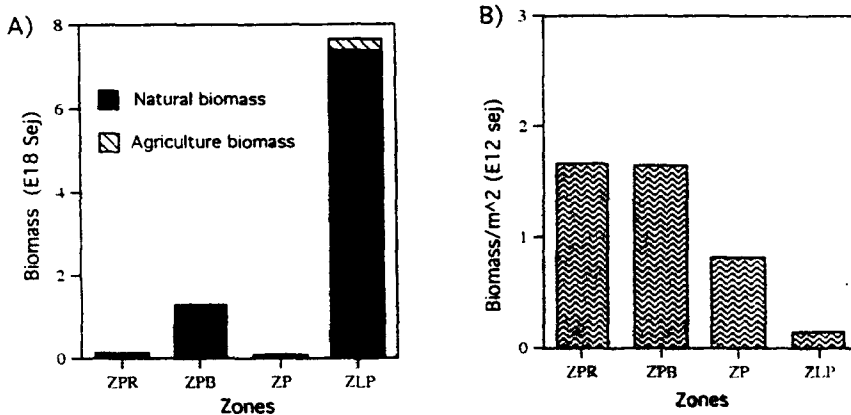 A)
Biomass (E18 Sej)
8
6
4
2
0
Natural biomass
Agriculture biomass
ZPR ZPB ZP ZLP
Zones
B)
Biomass/m^2 (E12 sej)
3
2
1
0
ZPR ZPB ZP ZLP
Zones